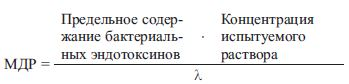 Предельное содер-
жание бактериаль-
ных эндотоксинов
·
Концентрация
испытуемого
раствора
МДР =
λ